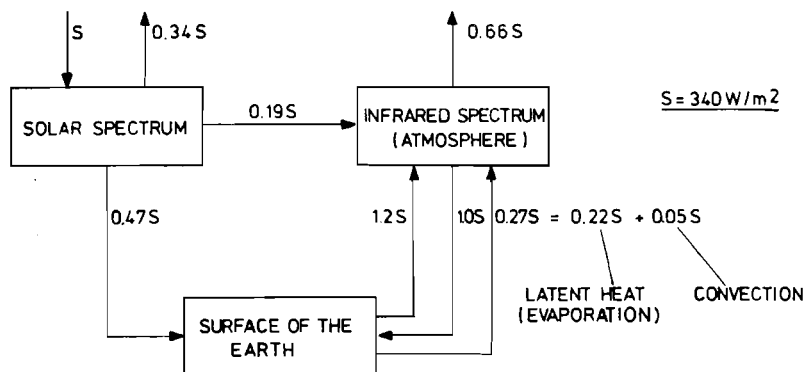 S
0.34S
0.66S
SOLAR SPECTRUM
0.19S
INFRARED SPECTRUM
(ATMOSPHERE)
S = 340 W/m2
0.47S
1.2S
1.0S
0.27S = 0.22S + 0.05S
LATENT HEAT
(EVAPORATION)
CONVECTION
SURFACE OF THE
EARTH